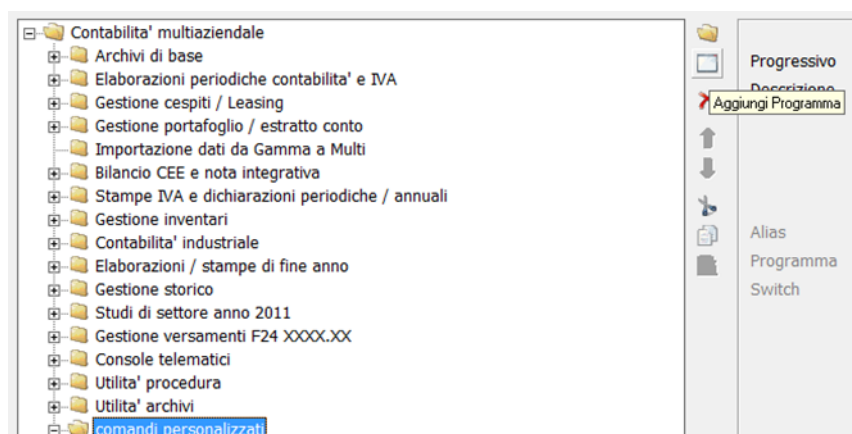 Contabilita' multiaziendale
Archivi di base
Elaborazioni periodiche contabilita' e IVA
Gestione cespiti / Leasing
Gestione portafoglio / estratto conto
Importazione dati da Gamma a Multi
Bilancio CEE e nota integrativa
Stampe IVA e dichiarazioni periodiche / annuali
Gestione inventari
Contabilita' industriale
Elaborazioni / stampe di fine anno
Gestione storico
Studi di settore anno 2011
Gestione versamenti F24 XXXX.XX
Console telematici
Utilita' procedura
Utilita' archivi
comandi personalizzati
Progressivo
Descrizione
Aggiungi Programma
Alias
Programma
Switch